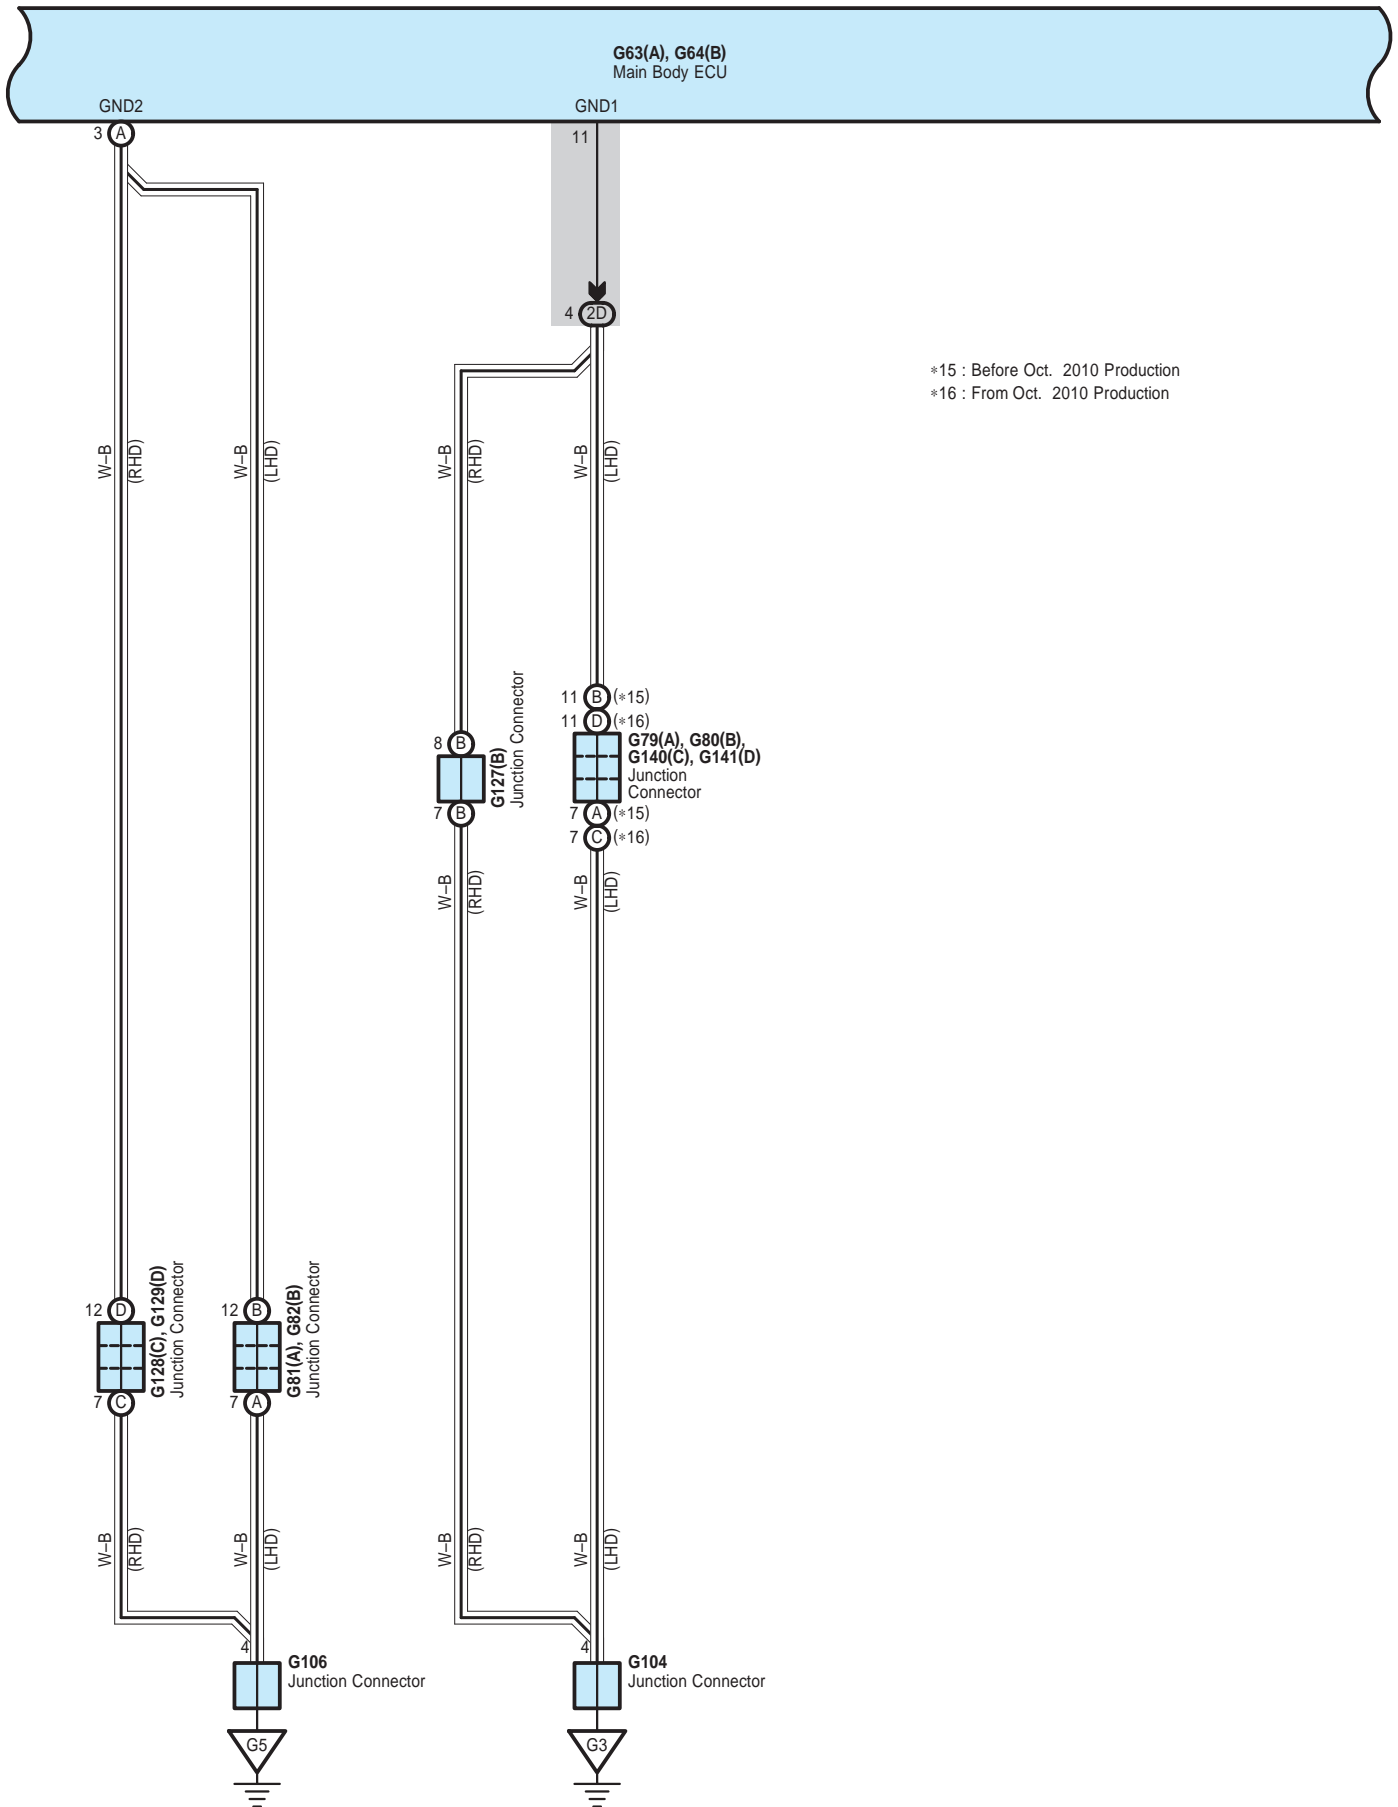 G63(A), G64(B)
Main Body ECU
GND2
GND1
3 A
11
4 2D
∗15 : Before Oct. 2010 Production
∗16 : From Oct. 2010 Production
W–B
(RHD)
W–B
(LHD)
W–B
(RHD)
W–B
(LHD)
11 B (∗15)
11 D (∗16)
8 B
G127(B)
Junction Connector
7 B
G79(A), G80(B),
G140(C), G141(D)
Junction
Connector
7 A (∗15)
7 C (∗16)
W–B
(RHD)
W–B
(LHD)
12 D
G128(C), G129(D)
Junction Connector
7 C
12 B
G81(A), G82(B)
Junction Connector
7 A
W–B
(RHD)
W–B
(LHD)
W–B
(RHD)
W–B
(LHD)
4
G106
Junction Connector
4
G104
Junction Connector
G5
G3